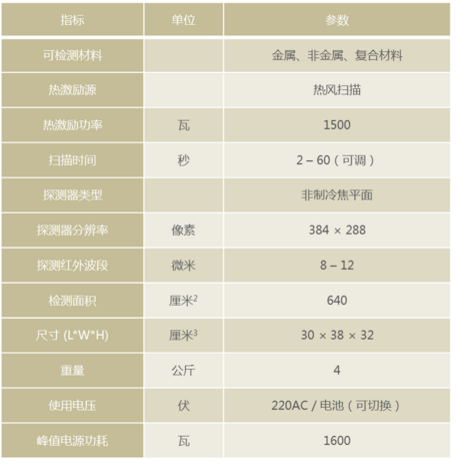 指标 单位 参数
可检测材料 金属、非金属、复合材料
热激励源 热风扫描
热激励功率 瓦 1500
扫描时间 秒 2 – 60（可调）
探测器类型 非制冷焦平面
探测器分辨率 像素 384 × 288
探测红外波段 微米 8 – 12
检测面积 厘米² 640
尺寸 (L*W*H) 厘米³ 30 × 38 × 32
重量 公斤 4
使用电压 伏 220AC / 电池（可切换）
峰值电源功耗 瓦 1600